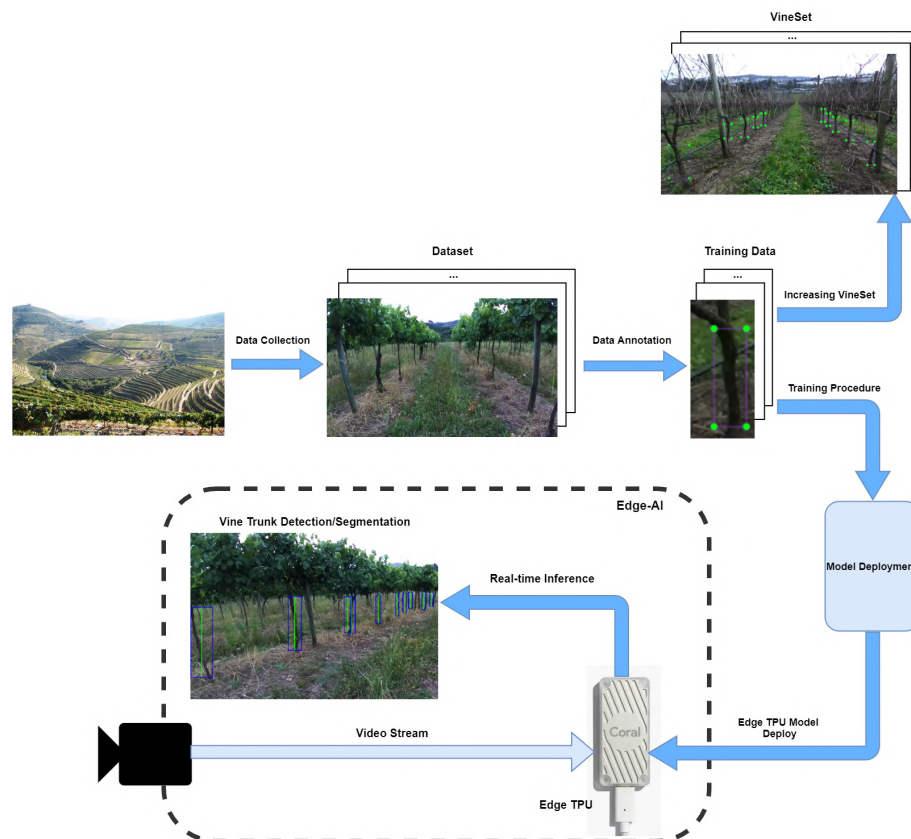 VineSet
...
Dataset
...
Training Data
...
Data Collection
Data Annotation
Increasing VineSet
Training Procedure
Edge-AI
Vine Trunk Detection/Segmentation
Real-time Inference
Model Deployment
Video Stream
Coral
Edge TPU Model
Deploy
Edge TPU